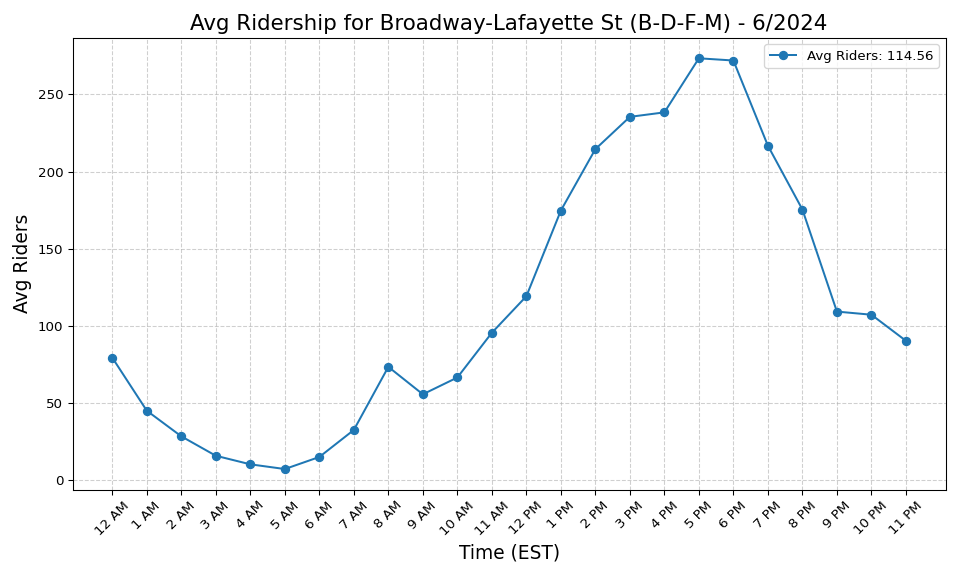 Avg Ridership for Broadway-Lafayette St (B-D-F-M) - 6/2024
Avg Riders: 114.56
Avg Riders
250
200
150
100
50
0
12 AM
1 AM
2 AM
3 AM
4 AM
5 AM
6 AM
7 AM
8 AM
9 AM
10 AM
11 AM
12 PM
1 PM
2 PM
3 PM
4 PM
5 PM
6 PM
7 PM
8 PM
9 PM
10 PM
11 PM
Time (EST)